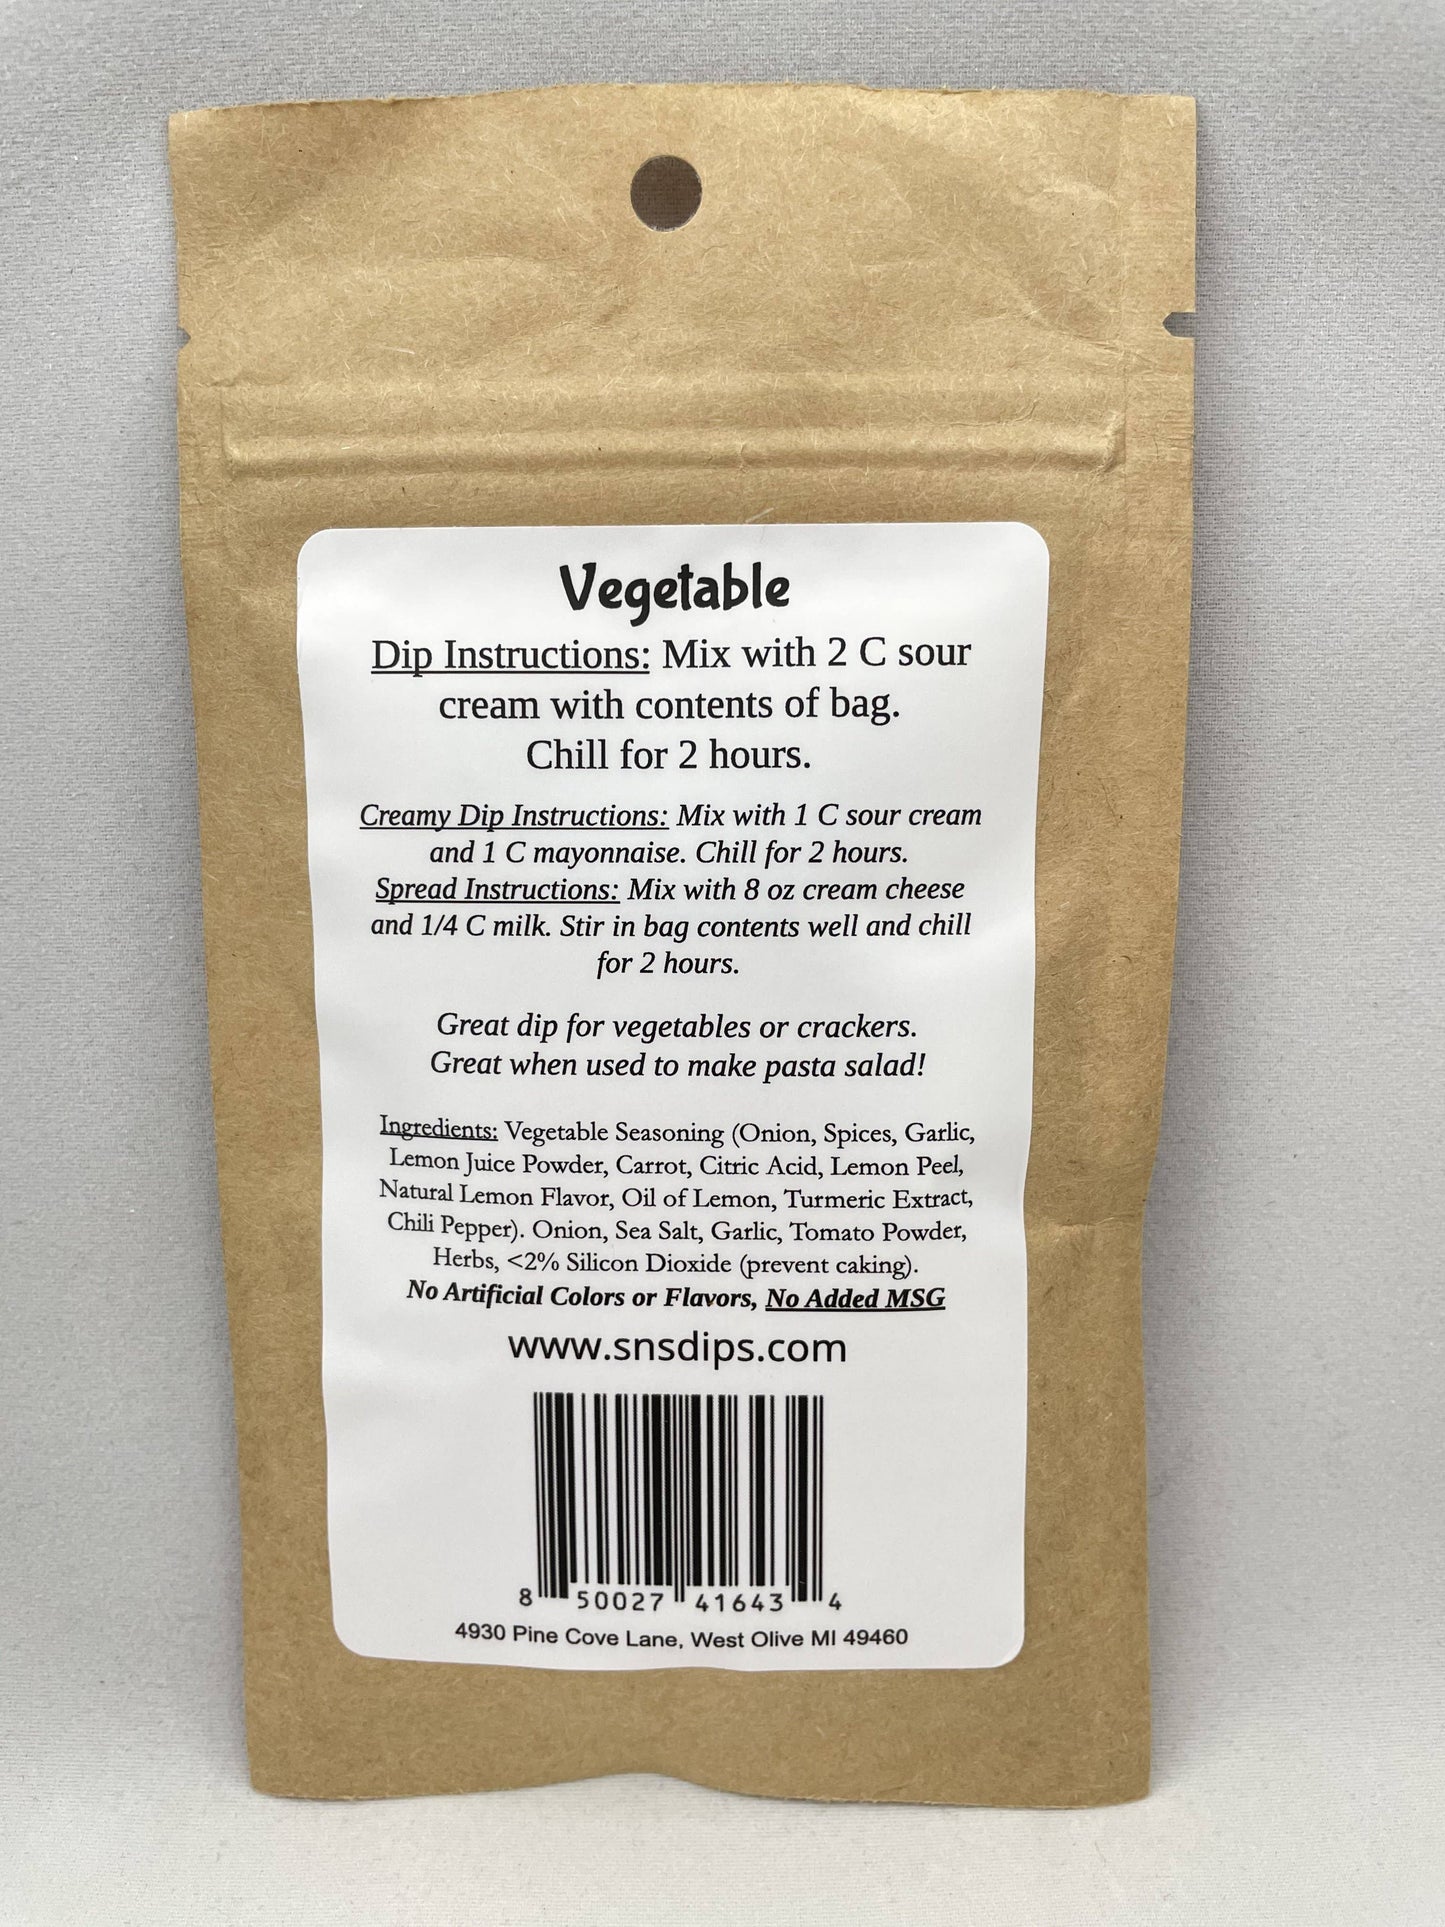 Vegetable
Dip Instructions: Mix with 2 C sour
cream with contents of bag.
Chill for 2 hours.
Creamy Dip Instructions: Mix with 1 C sour cream
and 1 C mayonnaise. Chill for 2 hours.
Spread Instructions: Mix with 8 oz cream cheese
and 1/4 C milk. Stir in bag contents well and chill
for 2 hours.
Great dip for vegetables or crackers.
Great when used to make pasta salad!
Ingredients: Vegetable Seasoning (Onion, Spices, Garlic,
Lemon Juice Powder, Carrot, Citric Acid, Lemon Peel,
Natural Lemon Flavor, Oil of Lemon, Turmeric Extract,
Chili Pepper). Onion, Sea Salt, Garlic, Tomato Powder,
Herbs, <2% Silicon Dioxide (prevent caking).
No Artificial Colors or Flavors, No Added MSG
www.snsdips.com
8 50027 41643 4
4930 Pine Cove Lane, West Olive MI 49460